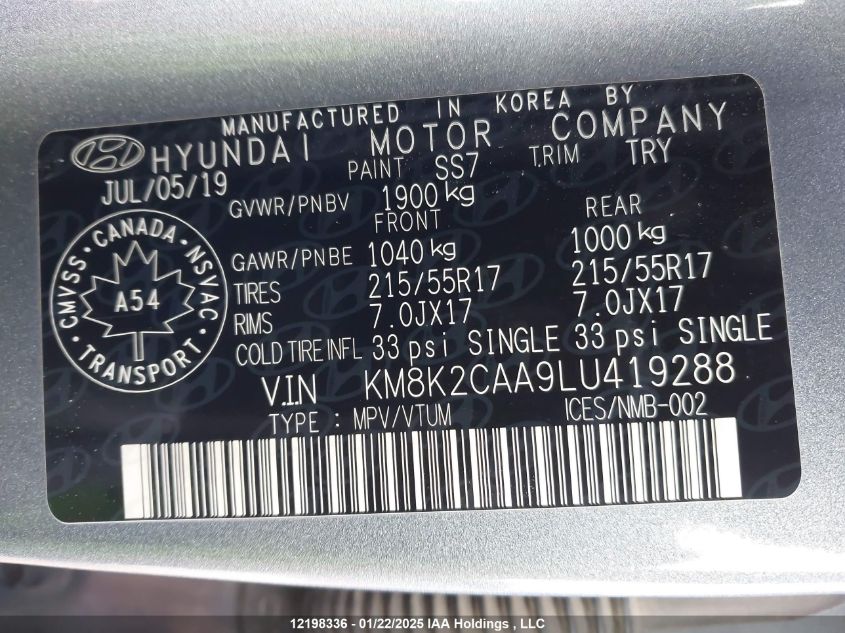 MANUFACTURED IN KOREA BY
HYUNDAI MOTOR COMPANY
JUL/05/19 PAINT SS7 TRIM TRY
GVWR/PNBV 1900 kg
FRONT REAR
GAWR/PNBE 1040 kg 1000 kg
TIRES 215/55R17 215/55R17
RIMS 7.0JX17 7.0JX17
COLD TIRE INFL 33 psi SINGLE 33 psi SINGLE
V.I.N KM8K2CAA9LU419288
TYPE : MPV/VTUM ICES/NMB-002
CMVSS • CANADA • NSVAC • TRANSPORT •
A54
12198336 - 01/22/2025 IAA Holdings , LLC